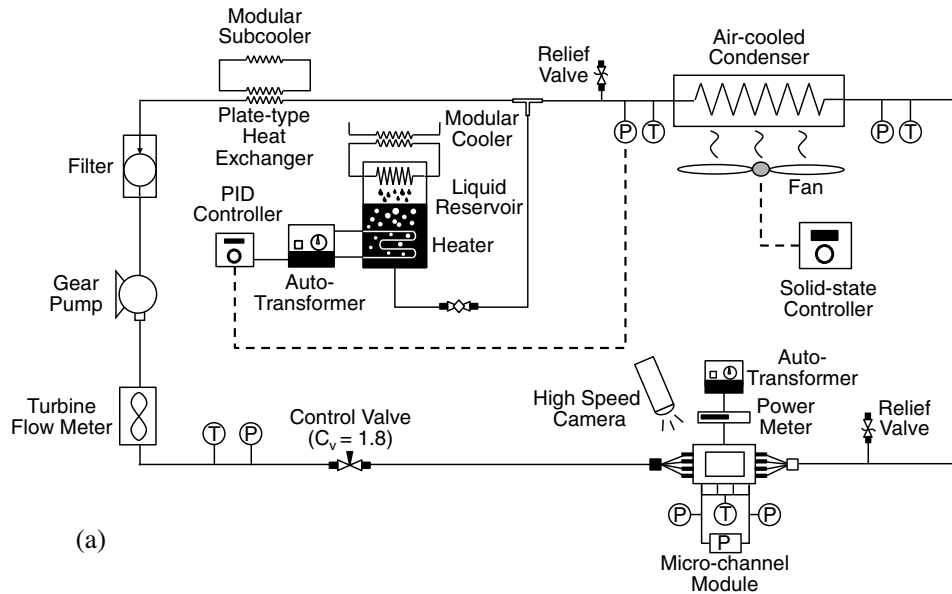 Modular
Subcooler
Plate-type
Heat
Exchanger
Relief
Valve
Air-cooled
Condenser
P
T
P
T
Fan
Solid-state
Controller
Modular
Cooler
Liquid
Reservoir
Heater
PID
Controller
Auto-
Transformer
Filter
Gear
Pump
Turbine
Flow Meter
T
P
Control Valve
(Cv = 1.8)
High Speed
Camera
Auto-
Transformer
Power
Meter
Relief
Valve
P
T
P
P
Micro-channel
Module
(a)